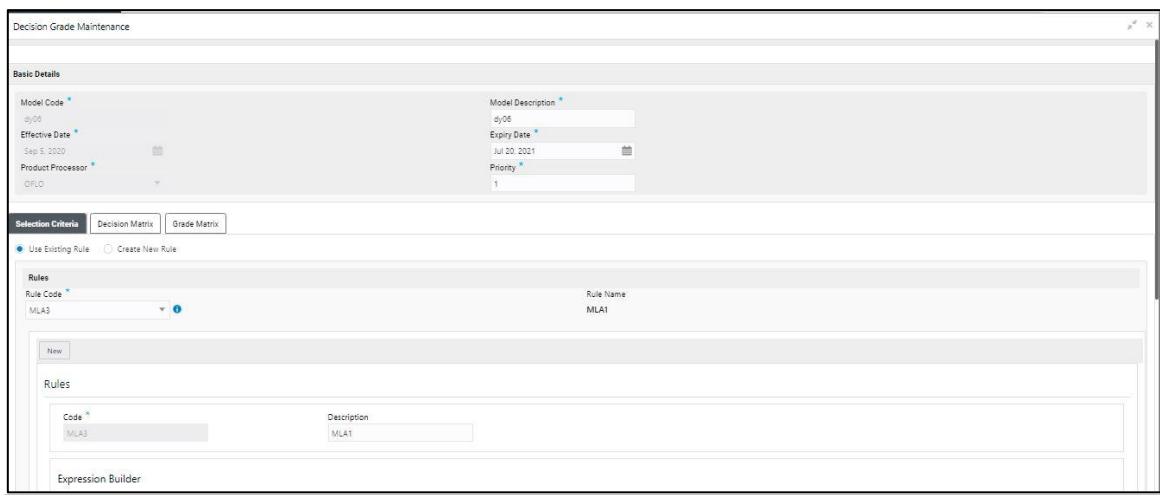 Decision Grade Maintenance
Basic Details
Model Code * Model Description *
dy06 dy06
Effective Date * Expiry Date *
Sep 5, 2020 Jul 20, 2021
Product Processor * Priority *
OFLO 1
Selection Criteria Decision Matrix Grade Matrix
Use Existing Rule Create New Rule
Rules
Rule Code * Rule Name
MLA3 MLA1
New
Rules
Code * Description
MLA3 MLA1
Expression Builder